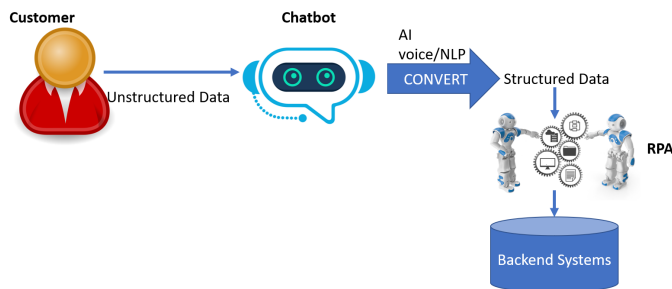 Customer
Chatbot
AI
voice/NLP
Unstructured Data
CONVERT
Structured Data
RPA
Backend Systems